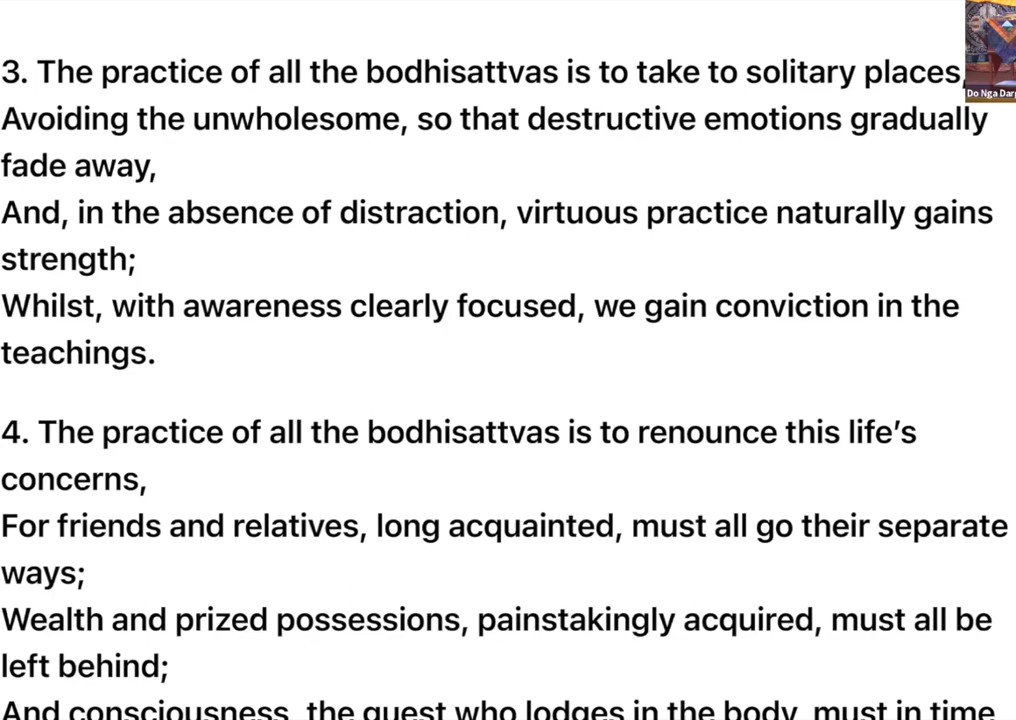 3. The practice of all the bodhisattvas is to take to solitary places,
Avoiding the unwholesome, so that destructive emotions gradually
fade away,
And, in the absence of distraction, virtuous practice naturally gains
strength;
Whilst, with awareness clearly focused, we gain conviction in the
teachings.
4. The practice of all the bodhisattvas is to renounce this life’s
concerns,
For friends and relatives, long acquainted, must all go their separate
ways;
Wealth and prized possessions, painstakingly acquired, must all be
left behind;
And consciousness, the guest who lodges in the body, must in time
Do Nga Darg